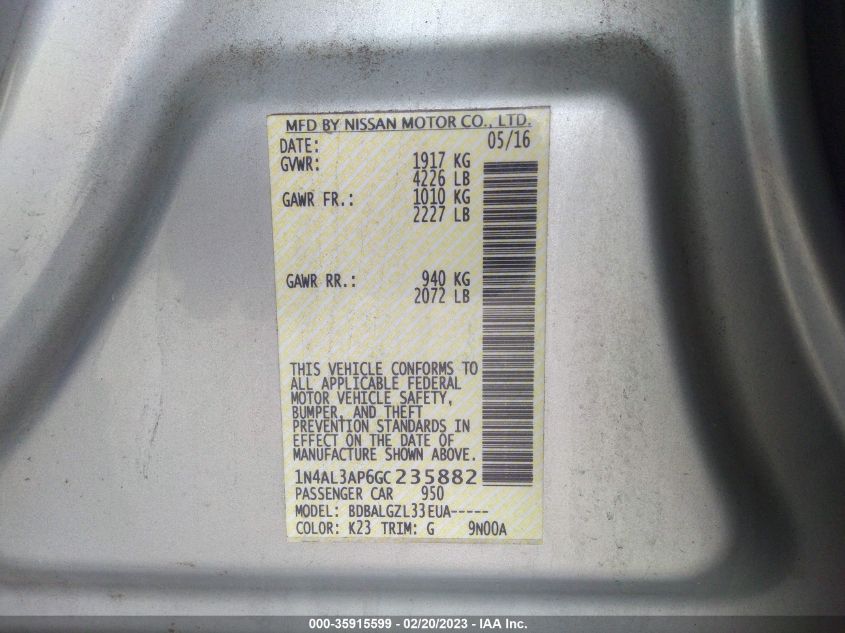 MFD BY NISSAN MOTOR CO., LTD.
DATE: 05/16
GVWR: 1917 KG
4226 LB
GAWR FR.: 1010 KG
2227 LB
GAWR RR.: 940 KG
2072 LB
THIS VEHICLE CONFORMS TO
ALL APPLICABLE FEDERAL
MOTOR VEHICLE SAFETY,
BUMPER, AND THEFT
PREVENTION STANDARDS IN
EFFECT ON THE DATE OF
MANUFACTURE SHOWN ABOVE.
1N4AL3AP6GC235882
PASSENGER CAR 950
MODEL: BDBALGZL33EUA-----
COLOR: K23 TRIM: G 9N00A
000-35915599 - 02/20/2023 - IAA Inc.